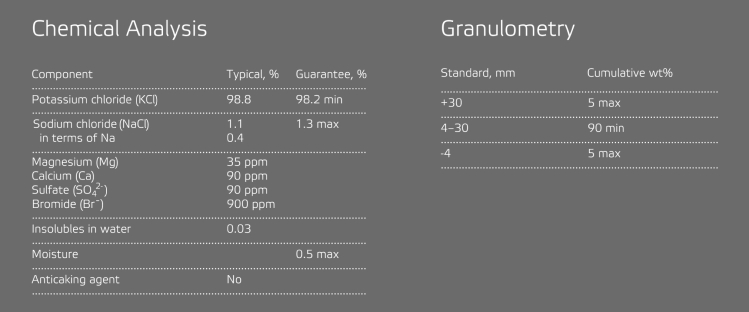 Chemical Analysis
Component Typical, % Guarantee, %
Potassium chloride (KCl) 98.8 98.2 min
Sodium chloride (NaCl) 1.1 1.3 max
in terms of Na 0.4
Magnesium (Mg) 35 ppm
Calcium (Ca) 90 ppm
Sulfate (SO₄²⁻) 90 ppm
Bromide (Br⁻) 900 ppm
Insolubles in water 0.03
Moisture 0.5 max
Anticaking agent No
Granulometry
Standard, mm Cumulative wt%
+30 5 max
4–30 90 min
-4 5 max